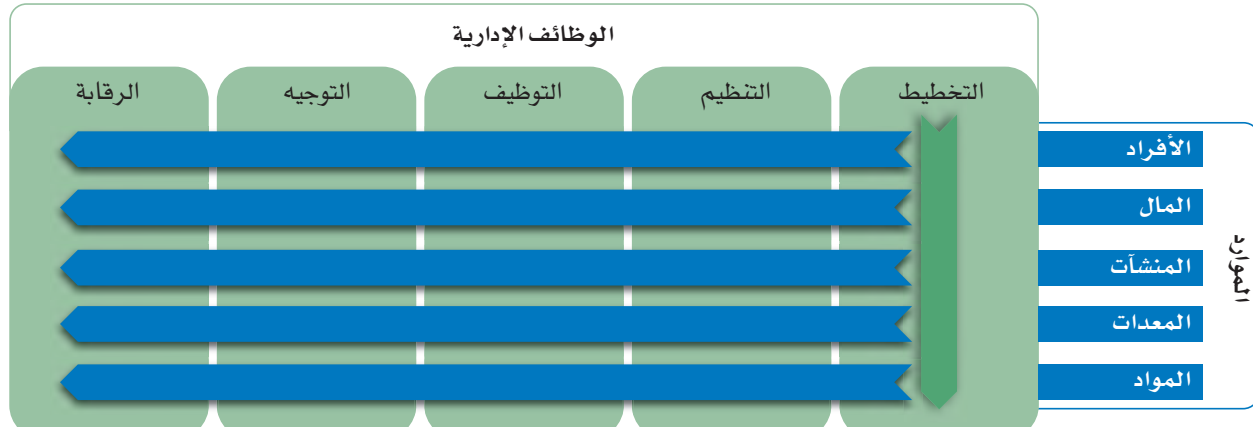 الوظائف الإدارية
التخطيط
التنظيم
التوظيف
التوجيه
الرقابة
الموارد
الأفراد
المال
المنشآت
المعدات
المواد